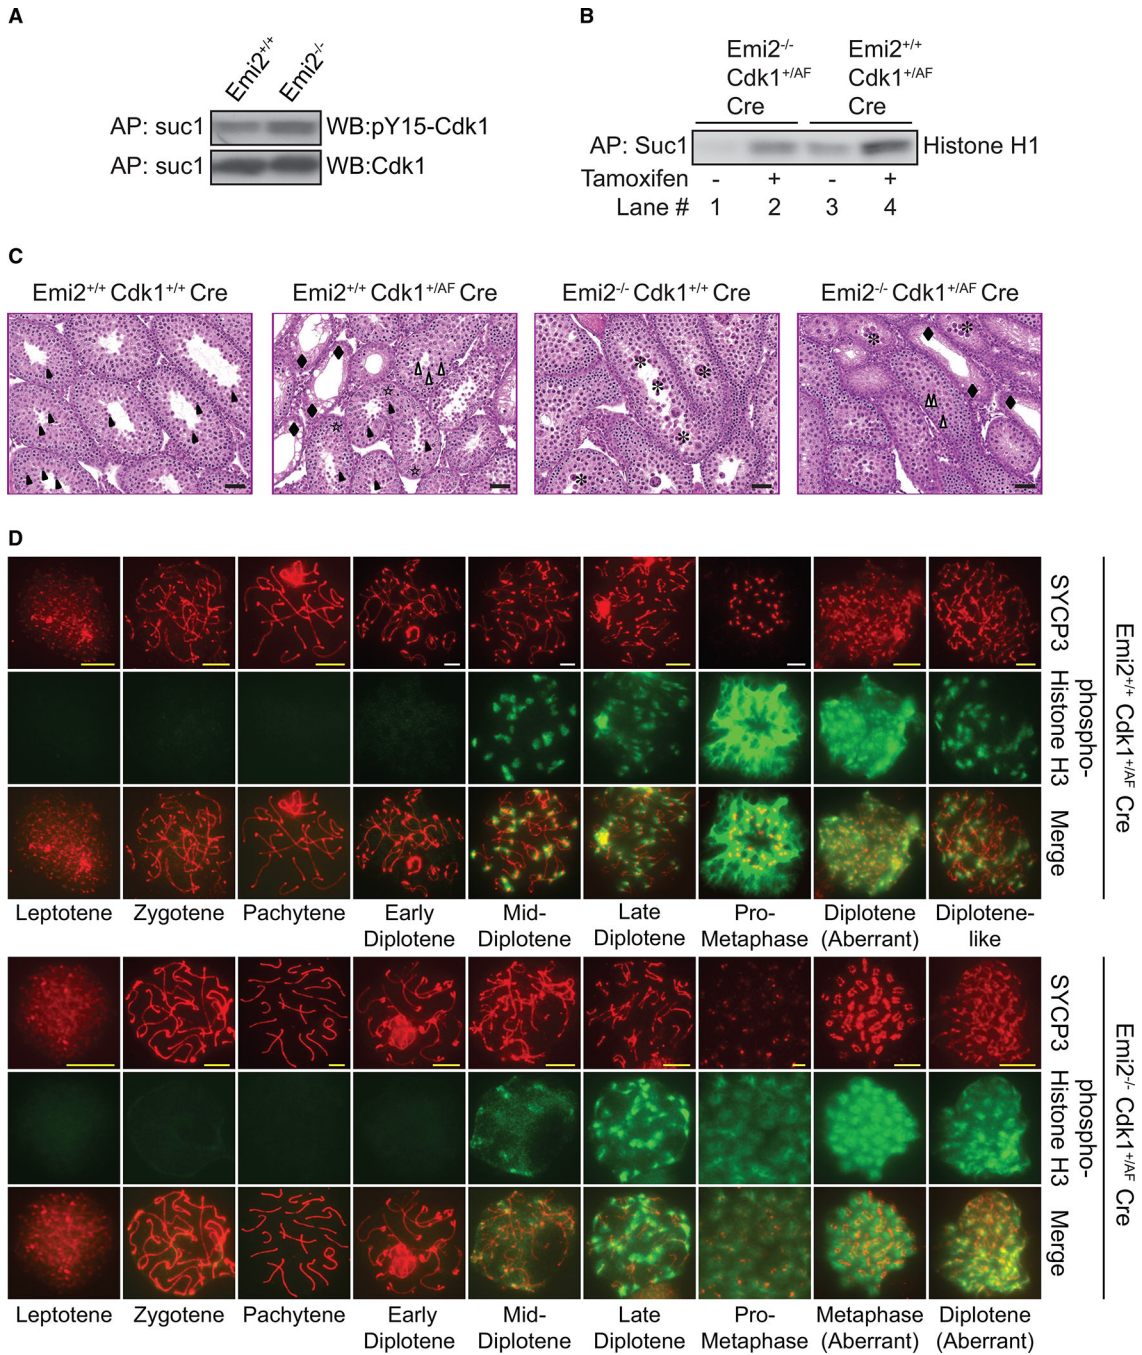 A
Emi2+/+
Emi2-/-
AP: suc1
WB:pY15-Cdk1
AP: suc1
WB:Cdk1
B
Emi2-/-
Cdk1+/AF
Cre
Emi2+/+
Cdk1+/AF
Cre
AP: Suc1
Histone H1
Tamoxifen - + - +
Lane # 1 2 3 4
C
Emi2+/+ Cdk1+/+ Cre
Emi2+/+ Cdk1+/AF Cre
Emi2-/- Cdk1+/+ Cre
Emi2-/- Cdk1+/AF Cre
D
SYCP3
phospho-
Histone H3
Merge
Emi2+/+ Cdk1+/AF Cre
Leptotene
Zygotene
Pachytene
Early
Diplotene
Mid-
Diplotene
Late
Diplotene
Pro-
Metaphase
Diplotene
(Aberrant)
Diplotene-
like
SYCP3
phospho-
Histone H3
Merge
Emi2-/- Cdk1+/AF Cre
Leptotene
Zygotene
Pachytene
Early
Diplotene
Mid-
Diplotene
Late
Diplotene
Pro-
Metaphase
Metaphase
(Aberrant)
Diplotene
(Aberrant)